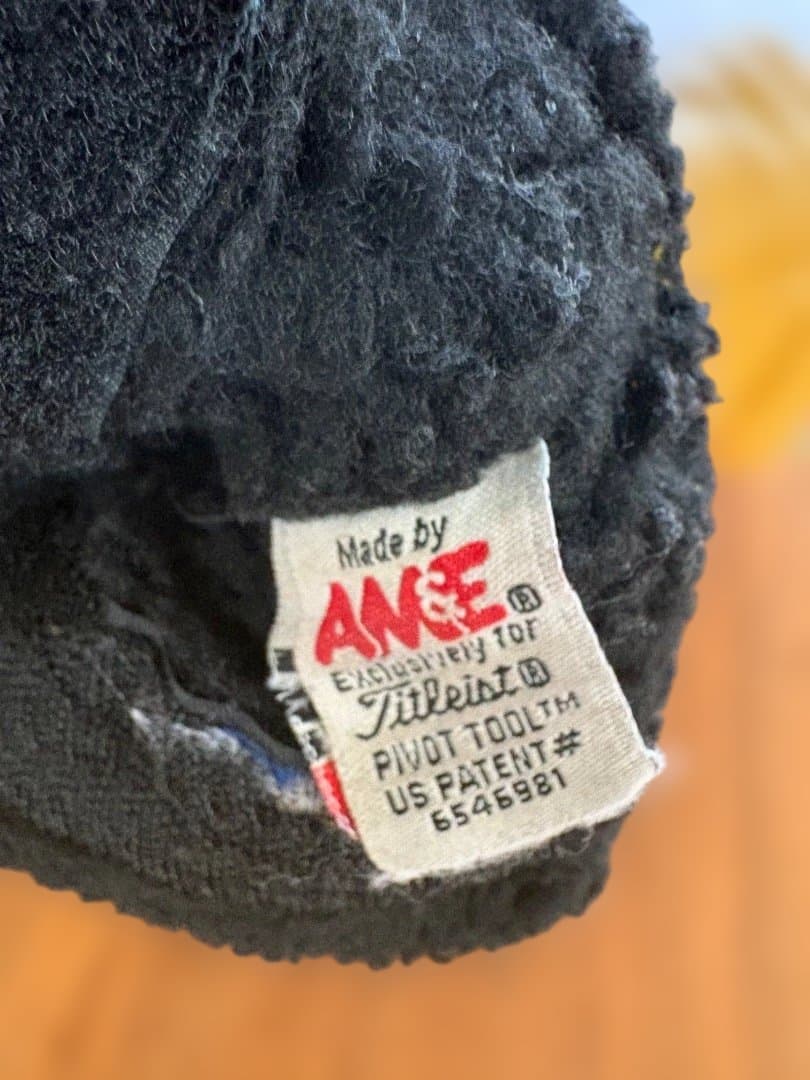 Made by
AM&E®
Exclusively for
Titleist®
PIVOT TOOL™
US PATENT#
6546981